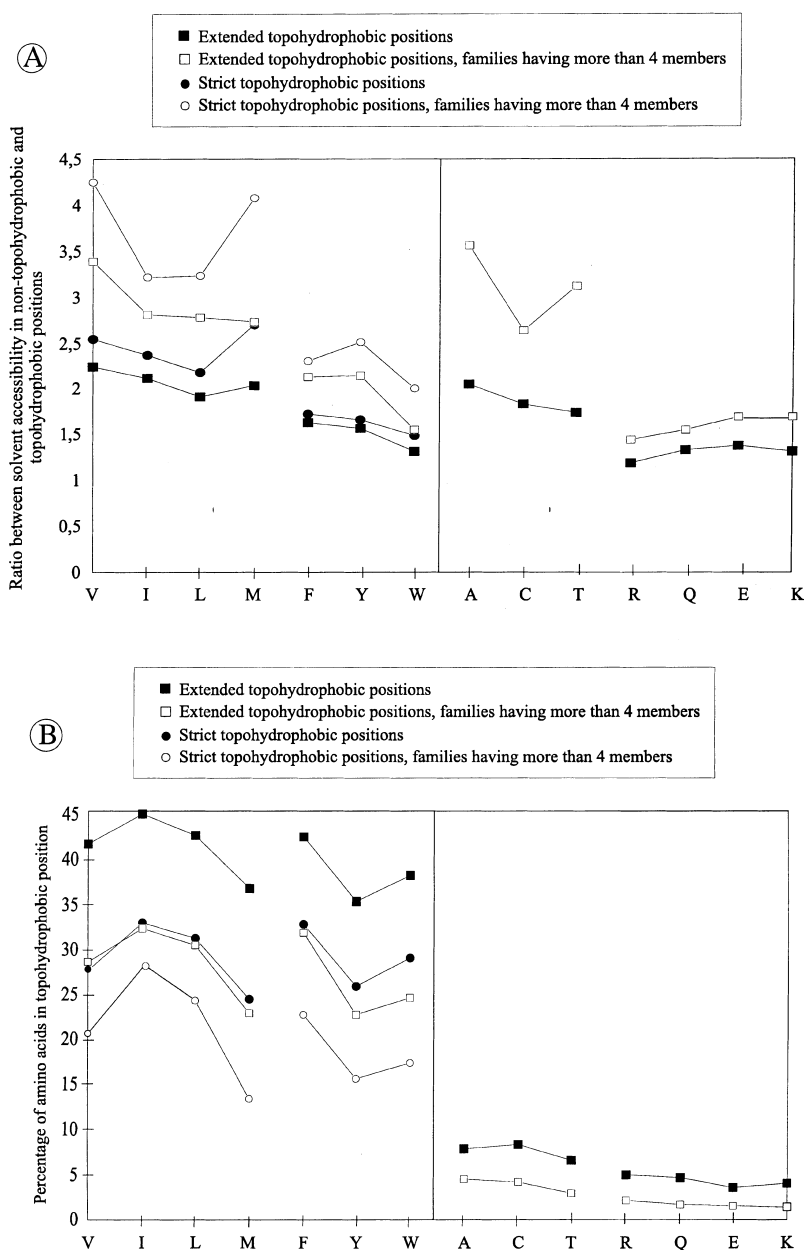 A
Extended topohydrophobic positions
Extended topohydrophobic positions, families having more than 4 members
Strict topohydrophobic positions
Strict topohydrophobic positions, families having more than 4 members
Ratio between solvent accessibility in non-topohydrophobic and
topohydrophobic positions
4,5
4
3,5
3
2,5
2
1,5
1
0,5
0
V I L M F Y W A C T R Q E K
B
Extended topohydrophobic positions
Extended topohydrophobic positions, families having more than 4 members
Strict topohydrophobic positions
Strict topohydrophobic positions, families having more than 4 members
Percentage of amino acids in topohydrophobic position
45
40
35
30
25
20
15
10
5
0
V I L M F Y W A C T R Q E K